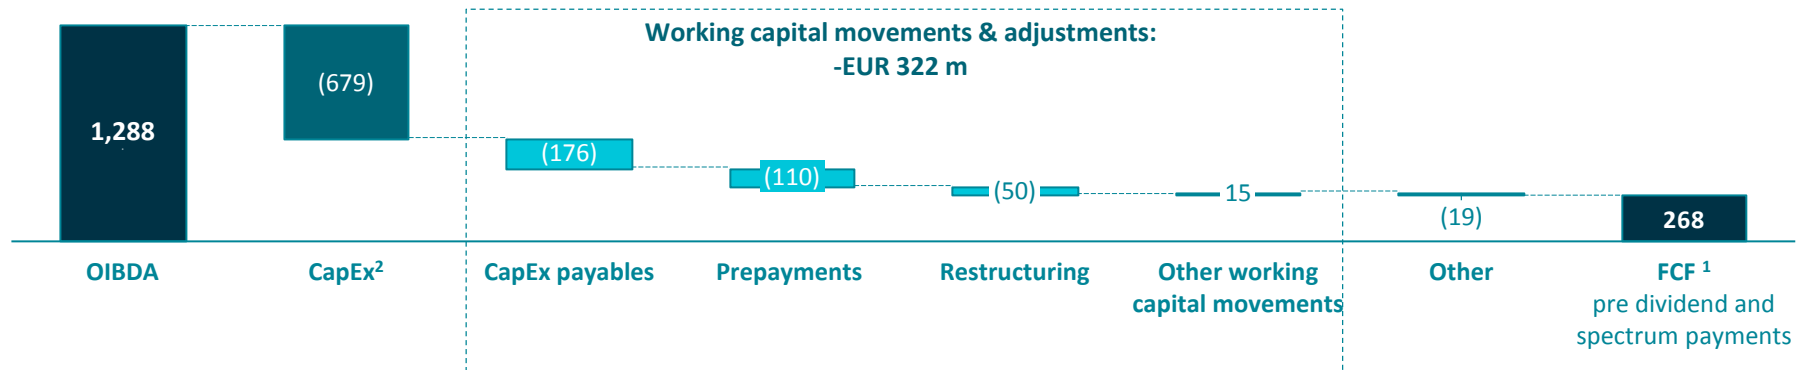 Working capital movements & adjustments:
-EUR 322 m
1,288
(679)
(176)
(110)
(50)
15
(19)
268
OIBDA
CapEx²
CapEx payables
Prepayments
Restructuring
Other working
capital movements
Other
FCF ¹
pre dividend and
spectrum payments